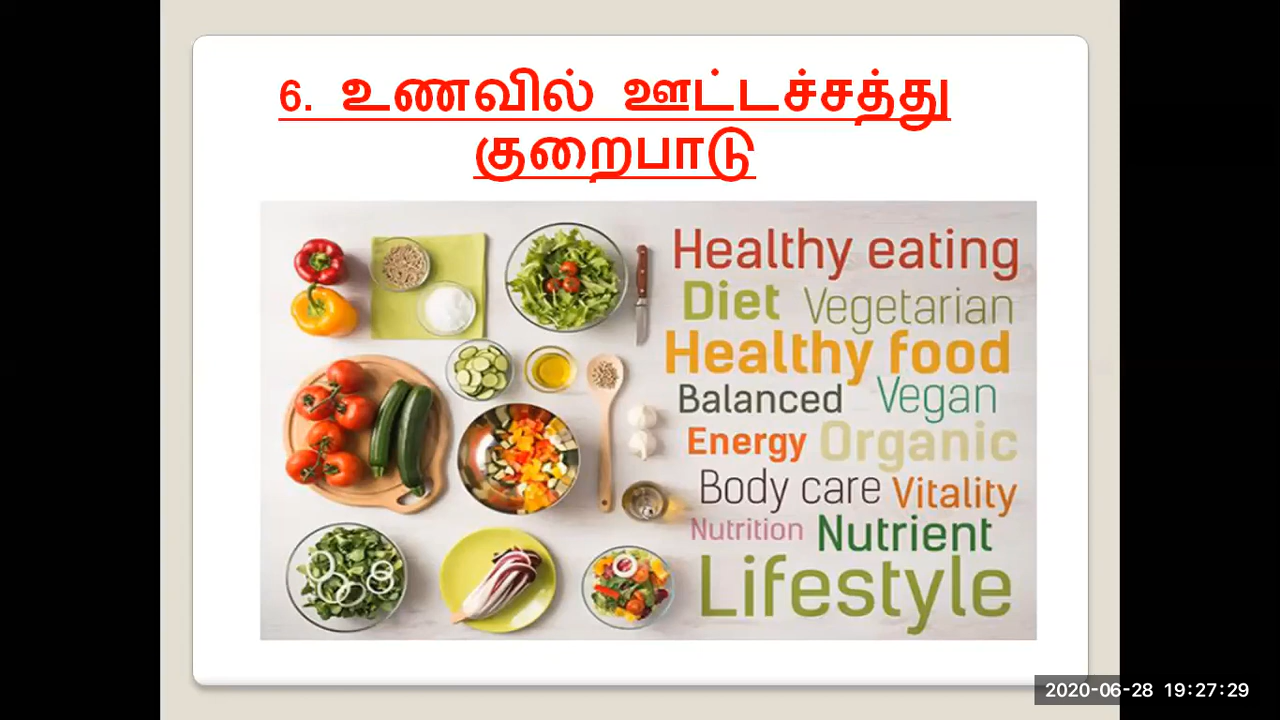 6. உணவில் ஊட்டச்சத்து
குறைபாடு
Healthy eating
Diet Vegetarian
Healthy food
Balanced Vegan
Energy Organic
Body care Vitality
Nutrition Nutrient
Lifestyle
2020-06-28 19:27:29